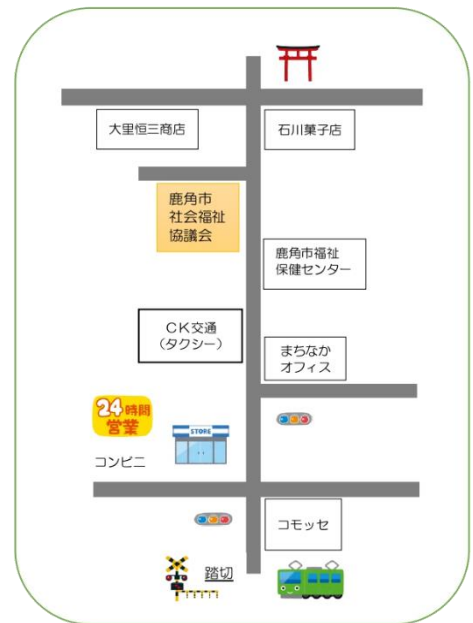 大里恒三商店
石川菓子店
鹿角市
社会福祉
協議会
鹿角市福祉
保健センター
CK交通
（タクシー）
まちなか
オフィス
24時間
営業
STORE
コンビニ
コモッセ
踏切